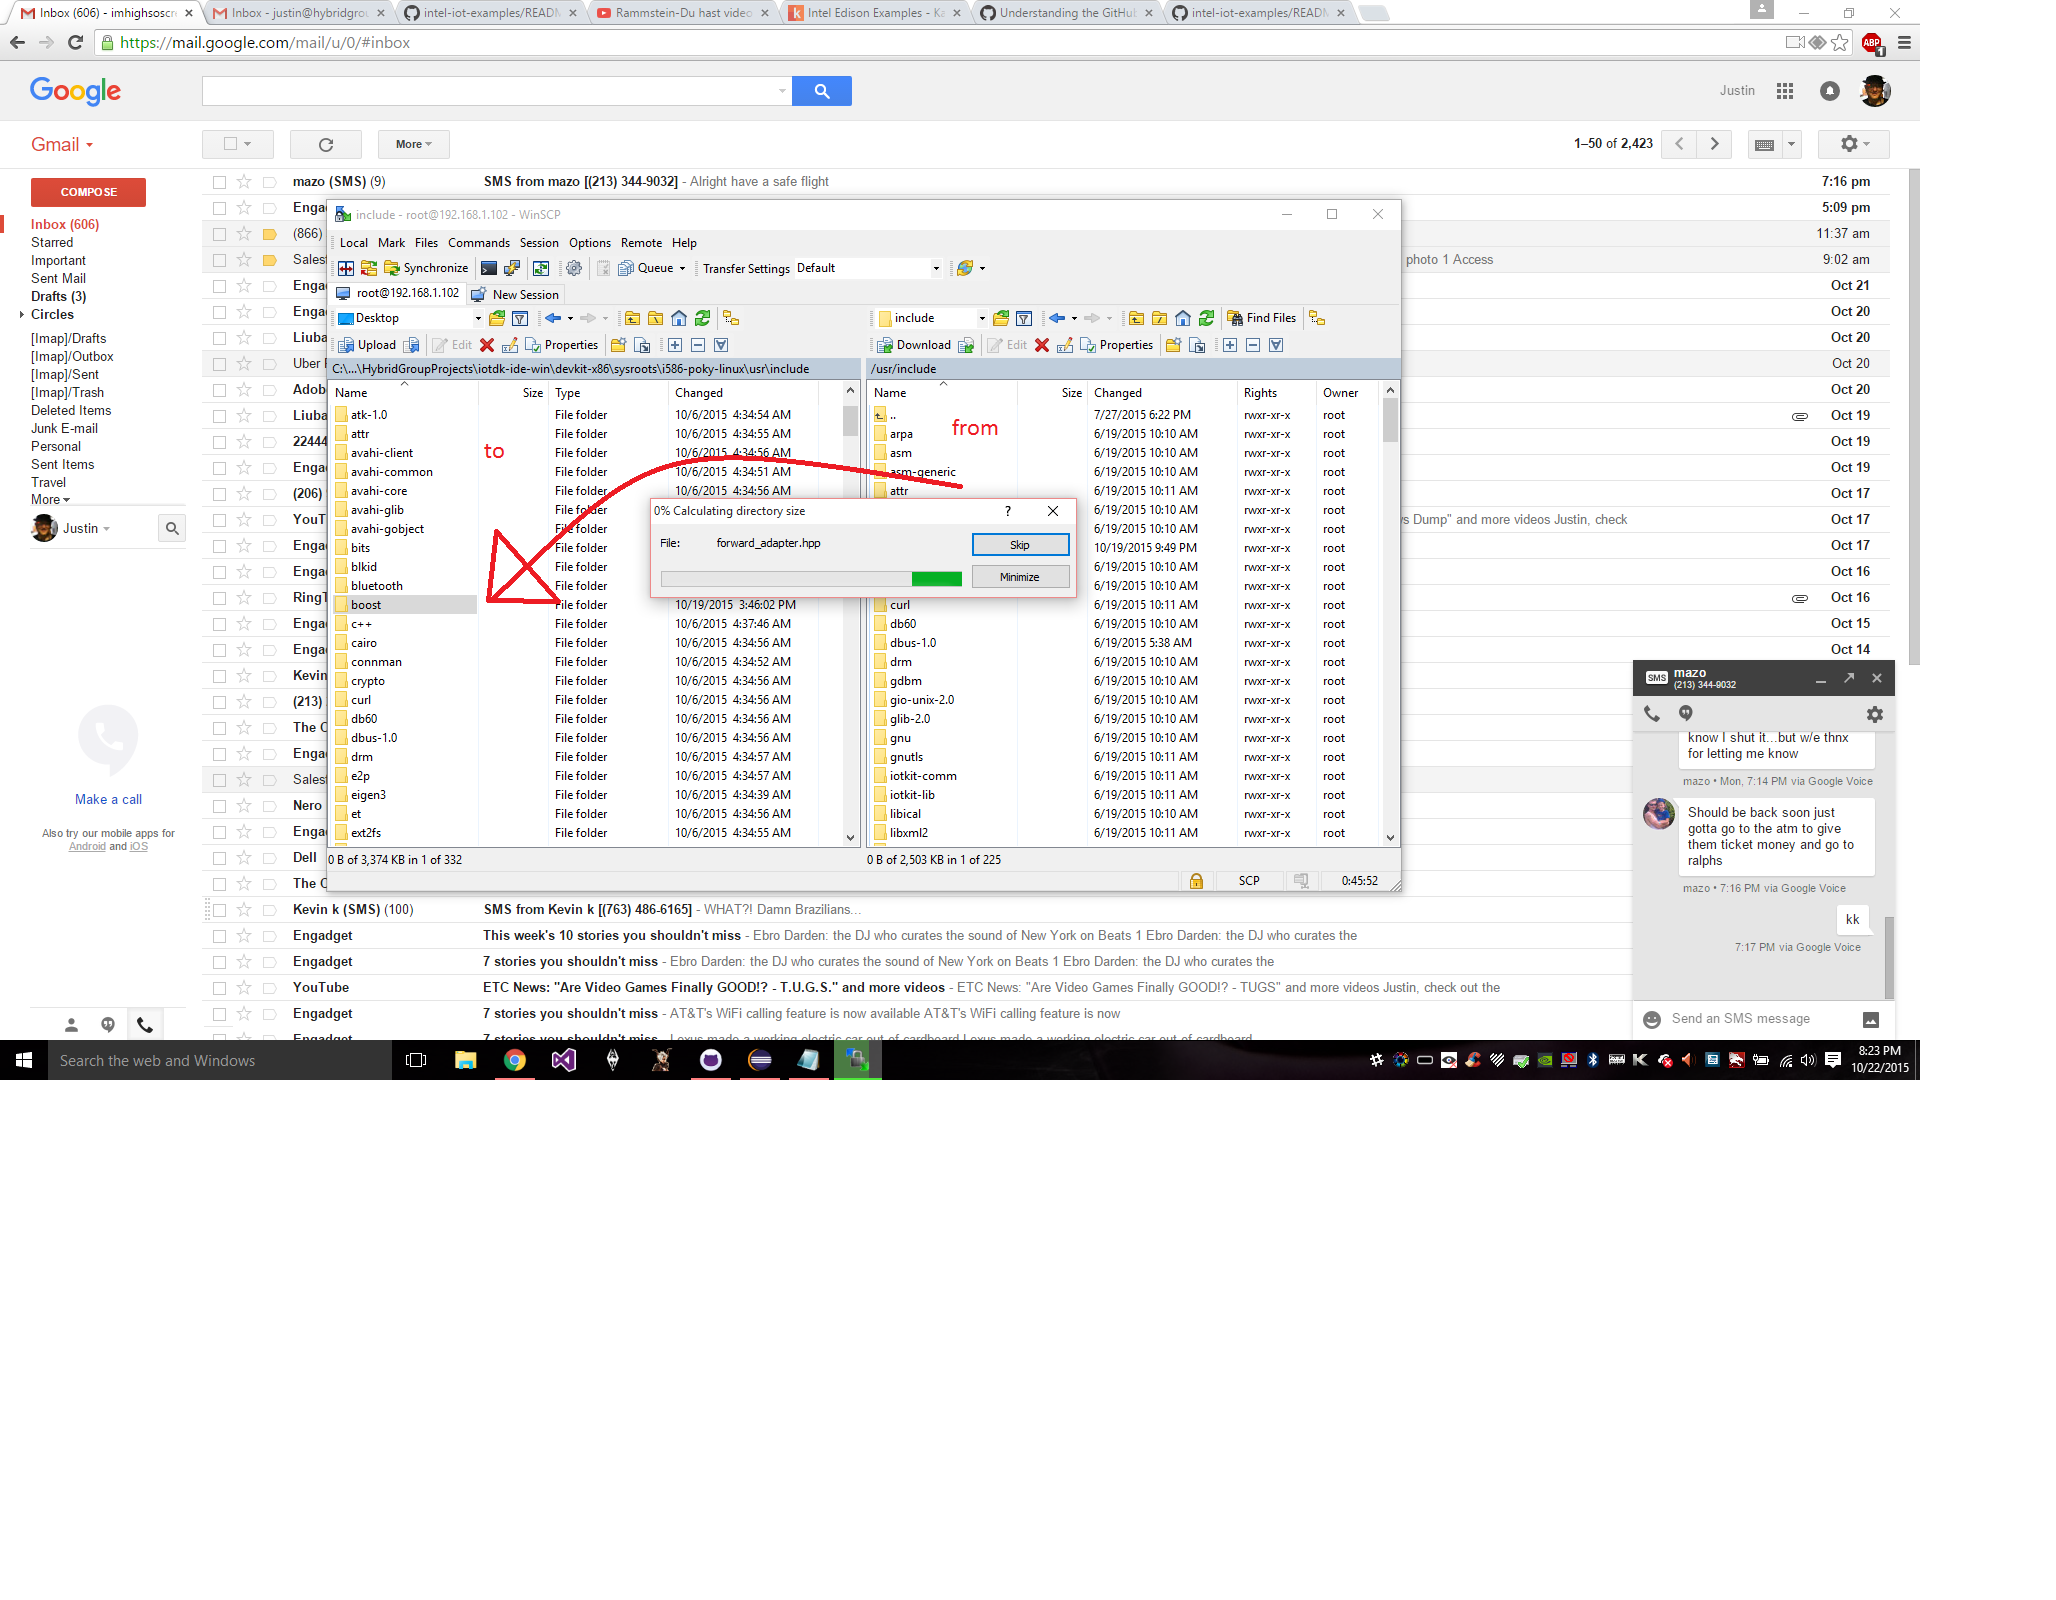 Inbox (606) - imhighsoscre
Inbox - justin@hybridgrou
intel-iot-examples/READM
Rammstein-Du hast video
Intel Edison Examples - Ka
Understanding the GitHub
intel-iot-examples/READM
https://mail.google.com/mail/u/0/#inbox
ABP 1
Google
Justin
Gmail
More
1–50 of 2,423
COMPOSE
Inbox (606)
Starred
Important
Sent Mail
Drafts (3)
Circles
[Imap]/Drafts
[Imap]/Outbox
[Imap]/Sent
[Imap]/Trash
Deleted Items
Junk E-mail
Personal
Sent Items
Travel
More
Justin
Make a call
Also try our mobile apps for
Android and iOS
mazo (SMS) (9) SMS from mazo [(213) 344-9032] - Alright have a safe flight 7:16 pm
Enga 5:09 pm
(866) 11:37 am
Sales photo 1 Access 9:02 am
Enga Oct 21
Enga Oct 20
Liuba Oct 20
Uber Oct 20
Adob Oct 20
Liuba Oct 19
22444 Oct 19
Enga Oct 19
(206) Oct 17
YouT s Dump" and more videos Justin, check Oct 17
Enga Oct 17
Enga Oct 16
RingT Oct 16
Enga Oct 15
Enga Oct 14
Kevin
(213)
The C
Enga
Sales
Nero
Enga
Dell
The C
Kevin k (SMS) (100) SMS from Kevin k [(763) 486-6165] - WHAT?! Damn Brazilians...
Engadget This week's 10 stories you shouldn't miss - Ebro Darden: the DJ who curates the sound of New York on Beats 1 Ebro Darden: the DJ who curates the
Engadget 7 stories you shouldn't miss - Ebro Darden: the DJ who curates the sound of New York on Beats 1 Ebro Darden: the DJ who curates the
YouTube ETC News: "Are Video Games Finally GOOD!? - T.U.G.S." and more videos - ETC News: "Are Video Games Finally GOOD!? - TUGS" and more videos Justin, check out the
Engadget 7 stories you shouldn't miss - AT&T's WiFi calling feature is now available AT&T's WiFi calling feature is now
Engadget 7 stories you shouldn't miss - Lexus made a working electric car out of cardboard Lexus made a working electric car out of cardboard
include - root@192.168.1.102 - WinSCP
Local Mark Files Commands Session Options Remote Help
Synchronize Queue Transfer Settings Default
root@192.168.1.102 New Session
Desktop
include Find Files
Upload Edit Properties
Download Edit Properties
C:\...\HybridGroupProjects\iotdk-ide-win\devkit-x86\sysroots\i586-poky-linux\usr\include
Name Size Type Changed
atk-1.0 File folder 10/6/2015 4:34:54 AM
attr File folder 10/6/2015 4:34:55 AM
avahi-client File folder 10/6/2015 4:34:56 AM
avahi-common File folder 10/6/2015 4:34:51 AM
avahi-core File folder 10/6/2015 4:34:56 AM
avahi-glib File folder
avahi-gobject File folder
bits File folder
blkid File folder
bluetooth File folder
boost File folder 10/19/2015 3:46:02 PM
c++ File folder 10/6/2015 4:37:46 AM
cairo File folder 10/6/2015 4:34:56 AM
connman File folder 10/6/2015 4:34:52 AM
crypto File folder 10/6/2015 4:34:56 AM
curl File folder 10/6/2015 4:34:56 AM
db60 File folder 10/6/2015 4:34:56 AM
dbus-1.0 File folder 10/6/2015 4:34:56 AM
drm File folder 10/6/2015 4:34:57 AM
e2p File folder 10/6/2015 4:34:57 AM
eigen3 File folder 10/6/2015 4:34:39 AM
et File folder 10/6/2015 4:34:56 AM
ext2fs File folder 10/6/2015 4:34:55 AM
0 B of 3,374 KB in 1 of 332
to
/usr/include
Name Size Changed Rights Owner
.. 7/27/2015 6:22 PM rwxr-xr-x root
arpa 6/19/2015 10:10 AM rwxr-xr-x root
asm 6/19/2015 10:10 AM rwxr-xr-x root
asm-generic 6/19/2015 10:10 AM rwxr-xr-x root
attr 6/19/2015 10:11 AM rwxr-xr-x root
6/19/2015 10:10 AM rwxr-xr-x root
6/19/2015 10:10 AM rwxr-xr-x root
10/19/2015 9:49 PM rwxr-xr-x root
6/19/2015 10:10 AM rwxr-xr-x root
6/19/2015 10:10 AM rwxr-xr-x root
curl 6/19/2015 10:11 AM rwxr-xr-x root
db60 6/19/2015 10:10 AM rwxr-xr-x root
dbus-1.0 6/19/2015 5:38 AM rwxr-xr-x root
drm 6/19/2015 10:10 AM rwxr-xr-x root
gdbm 6/19/2015 10:10 AM rwxr-xr-x root
gio-unix-2.0 6/19/2015 10:10 AM rwxr-xr-x root
glib-2.0 6/19/2015 10:10 AM rwxr-xr-x root
gnu 6/19/2015 10:10 AM rwxr-xr-x root
gnutls 6/19/2015 10:11 AM rwxr-xr-x root
iotkit-comm 6/19/2015 10:11 AM rwxr-xr-x root
iotkit-lib 6/19/2015 10:11 AM rwxr-xr-x root
libical 6/19/2015 10:10 AM rwxr-xr-x root
libxml2 6/19/2015 10:11 AM rwxr-xr-x root
0 B of 2,503 KB in 1 of 225
from
SCP 0:45:52
0% Calculating directory size ?
File: forward_adapter.hpp
Skip
Minimize
SMS mazo
(213) 344-9032
know I shut it...but w/e thnx
for letting me know
mazo • Mon, 7:14 PM via Google Voice
Should be back soon just
gotta go to the atm to give
them ticket money and go to
ralphs
mazo • 7:16 PM via Google Voice
kk
7:17 PM via Google Voice
Send an SMS message
Search the web and Windows
8:23 PM
10/22/2015